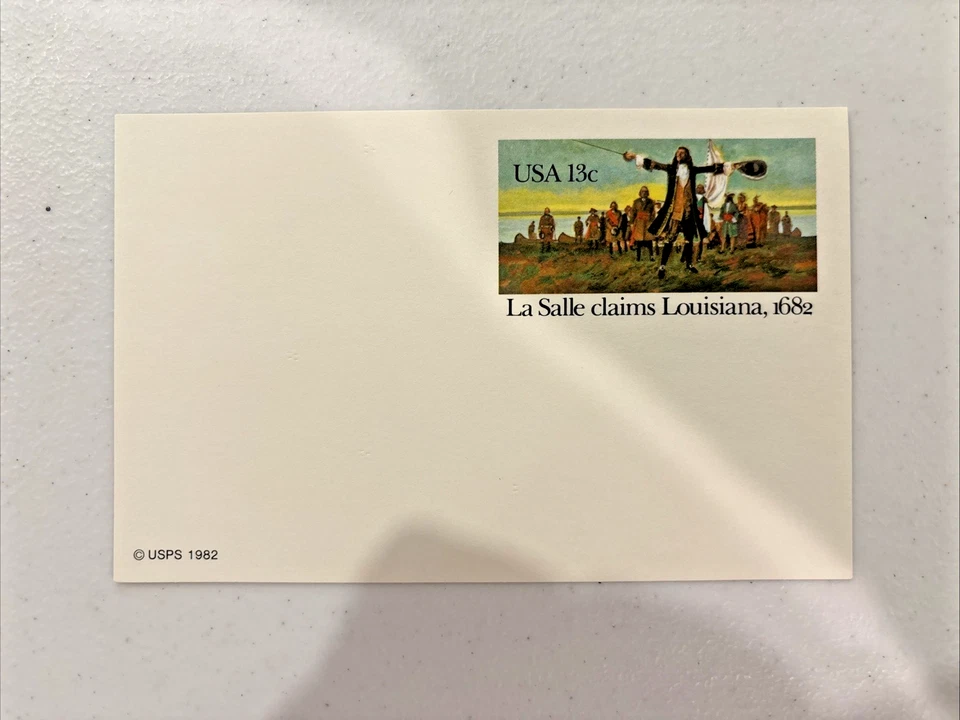 USA 13c
La Salle claims Louisiana, 1682
© USPS 1982